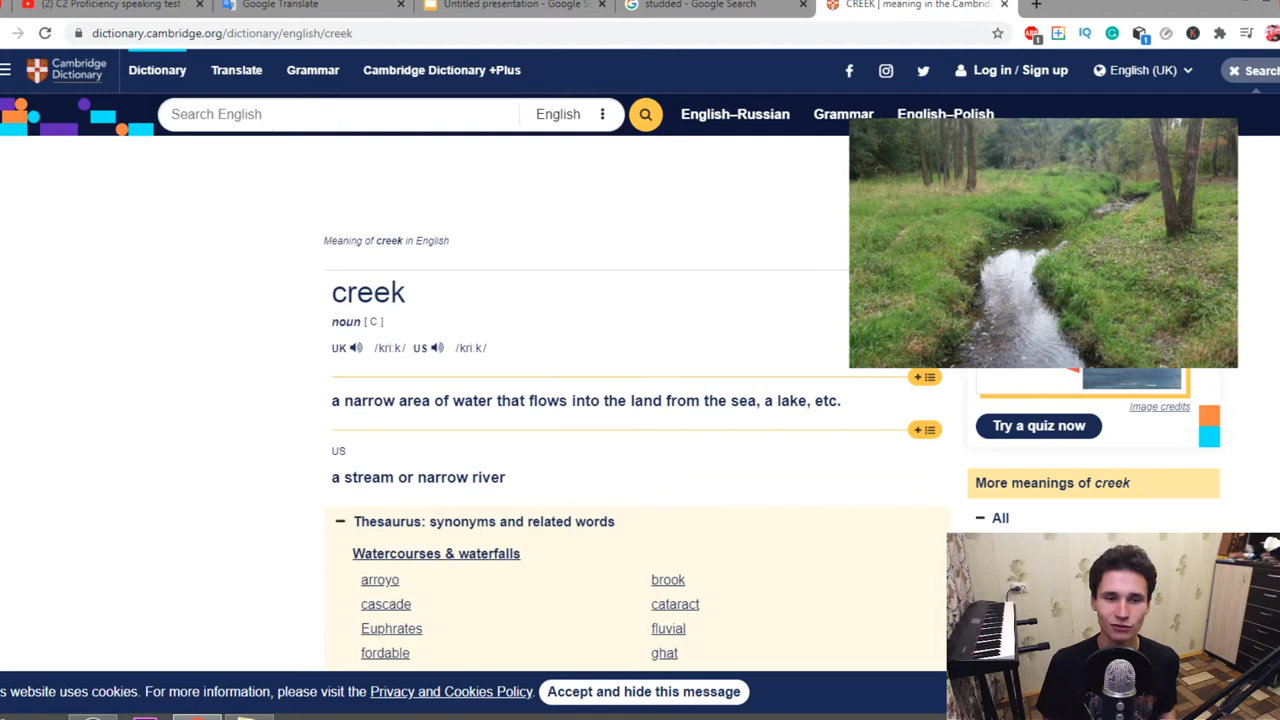 (2) C2 Proficiency speaking test -
Google Translate
Untitled presentation - Google Sl
studded - Google Search
CREEK | meaning in the Cambrid
dictionary.cambridge.org/dictionary/english/creek
Cambridge Dictionary
Dictionary
Translate
Grammar
Cambridge Dictionary +Plus
Log in / Sign up
English (UK)
Search
Search English
English
English–Russian
Grammar
English–Polish
Meaning of creek in English
creek
noun [ C ]
UK /kriːk/ US /kriːk/
a narrow area of water that flows into the land from the sea, a lake, etc.
US
a stream or narrow river
Thesaurus: synonyms and related words
Watercourses & waterfalls
arroyo
brook
cascade
cataract
Euphrates
fluvial
fordable
ghat
Image credits
Try a quiz now
More meanings of creek
All
s website uses cookies. For more information, please visit the Privacy and Cookies Policy.
Accept and hide this message